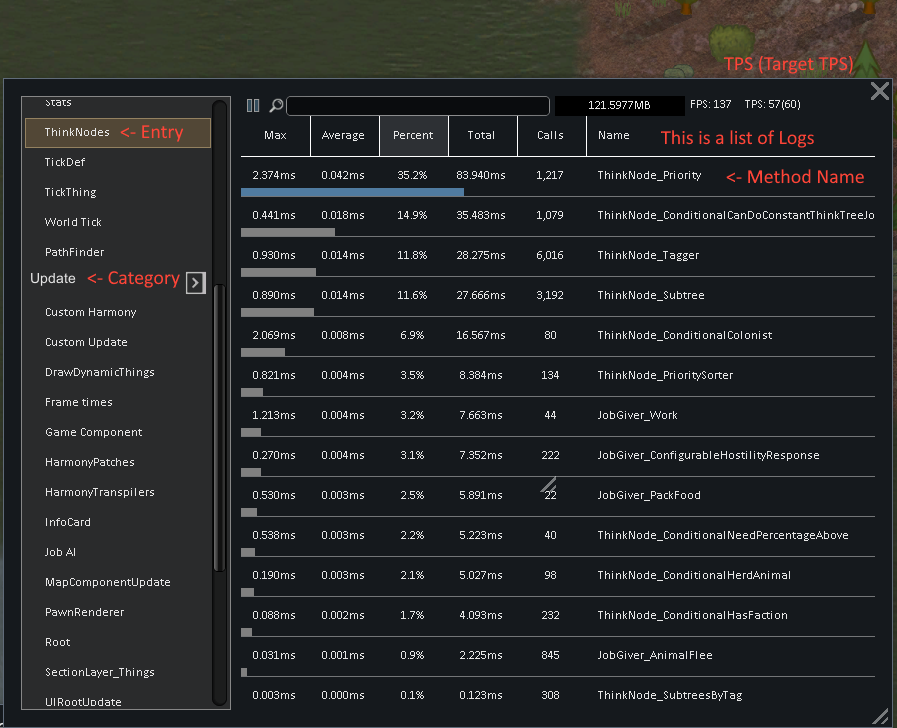 TPS (Target TPS)
121.5977MB FPS: 137 TPS: 57(60)
Stats
ThinkNodes <- Entry
TickDef
TickThing
World Tick
PathFinder
Update <- Category
Custom Harmony
Custom Update
DrawDynamicThings
Frame times
Game Component
HarmonyPatches
HarmonyTranspilers
InfoCard
Job AI
MapComponentUpdate
PawnRenderer
Root
SectionLayer_Things
UIRootUpdate
Max Average Percent Total Calls Name This is a list of Logs
2.374ms 0.042ms 35.2% 83.940ms 1,217 ThinkNode_Priority <- Method Name
0.441ms 0.018ms 14.9% 35.483ms 1,079 ThinkNode_ConditionalCanDoConstantThinkTreeJo
0.930ms 0.014ms 11.8% 28.275ms 6,016 ThinkNode_Tagger
0.890ms 0.014ms 11.6% 27.666ms 3,192 ThinkNode_Subtree
2.069ms 0.008ms 6.9% 16.567ms 80 ThinkNode_ConditionalColonist
0.821ms 0.004ms 3.5% 8.384ms 134 ThinkNode_PrioritySorter
1.213ms 0.004ms 3.2% 7.663ms 44 JobGiver_Work
0.270ms 0.004ms 3.1% 7.352ms 222 JobGiver_ConfigurableHostilityResponse
0.530ms 0.003ms 2.5% 5.891ms 22 JobGiver_PackFood
0.538ms 0.003ms 2.2% 5.223ms 40 ThinkNode_ConditionalNeedPercentageAbove
0.190ms 0.003ms 2.1% 5.027ms 98 ThinkNode_ConditionalHerdAnimal
0.088ms 0.002ms 1.7% 4.093ms 232 ThinkNode_ConditionalHasFaction
0.031ms 0.001ms 0.9% 2.225ms 845 JobGiver_AnimalFlee
0.003ms 0.000ms 0.1% 0.123ms 308 ThinkNode_SubtreesByTag